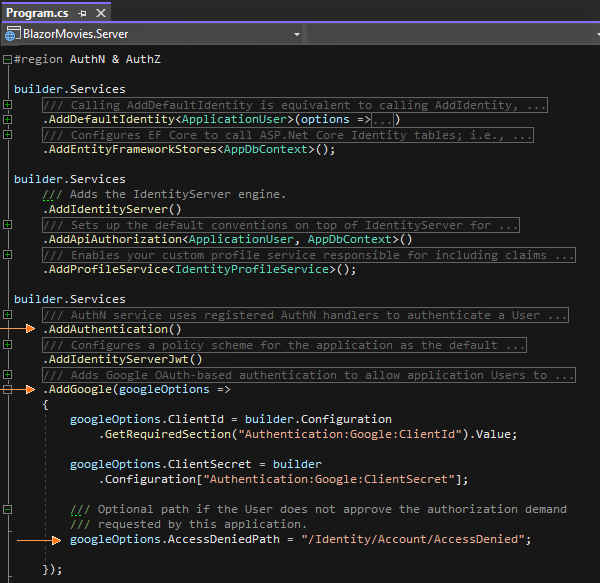 Program.cs
BlazorMovies.Server
#region AuthN & AuthZ
builder.Services
/// Calling AddDefaultIdentity is equivalent to calling AddIdentity, ...
.AddDefaultIdentity<ApplicationUser>(options =>...)
/// Configures EF Core to call ASP.Net Core Identity tables; i.e., ...
.AddEntityFrameworkStores<AppDbContext>();
builder.Services
/// Adds the IdentityServer engine.
.AddIdentityServer()
/// Sets up the default conventions on top of IdentityServer for ...
.AddApiAuthorization<ApplicationUser, AppDbContext>()
/// Enables your custom profile service responsible for including claims ...
.AddProfileService<IdentityProfileService>();
builder.Services
/// AuthN service uses registered AuthN handlers to authenticate a User ...
.AddAuthentication()
/// Configures a policy scheme for the application as the default ...
.AddIdentityServerJwt()
/// Adds Google OAuth-based authentication to allow application Users to ...
.AddGoogle(googleOptions =>
{
googleOptions.ClientId = builder.Configuration
.GetRequiredSection("Authentication:Google:ClientId").Value;
googleOptions.ClientSecret = builder
.Configuration["Authentication:Google:ClientSecret"];
/// Optional path if the User does not approve the authorization demand
/// requested by this application.
googleOptions.AccessDeniedPath = "/Identity/Account/AccessDenied";
});